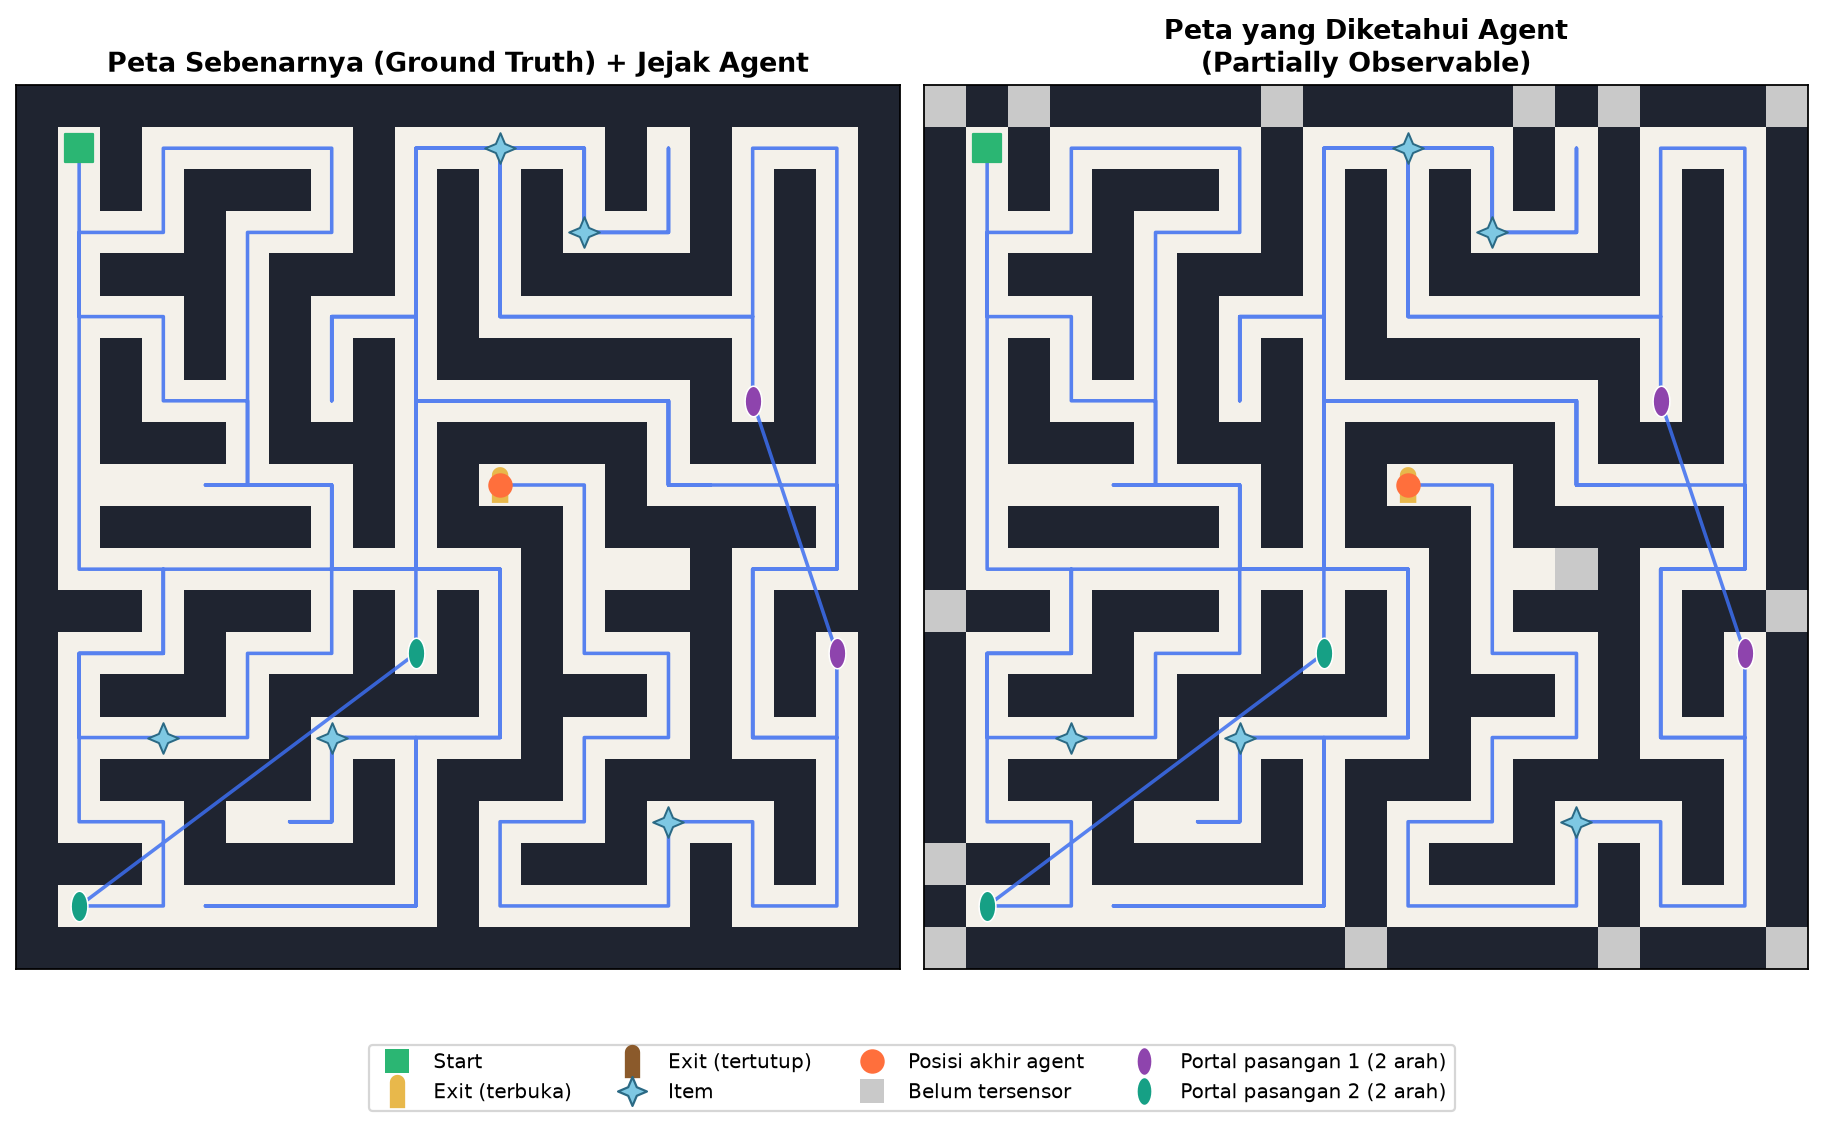 Peta Sebenarnya (Ground Truth) + Jejak Agent
Peta yang Diketahui Agent
(Partially Observable)
Start
Exit (terbuka)
Exit (tertutup)
Item
Posisi akhir agent
Belum tersensor
Portal pasangan 1 (2 arah)
Portal pasangan 2 (2 arah)